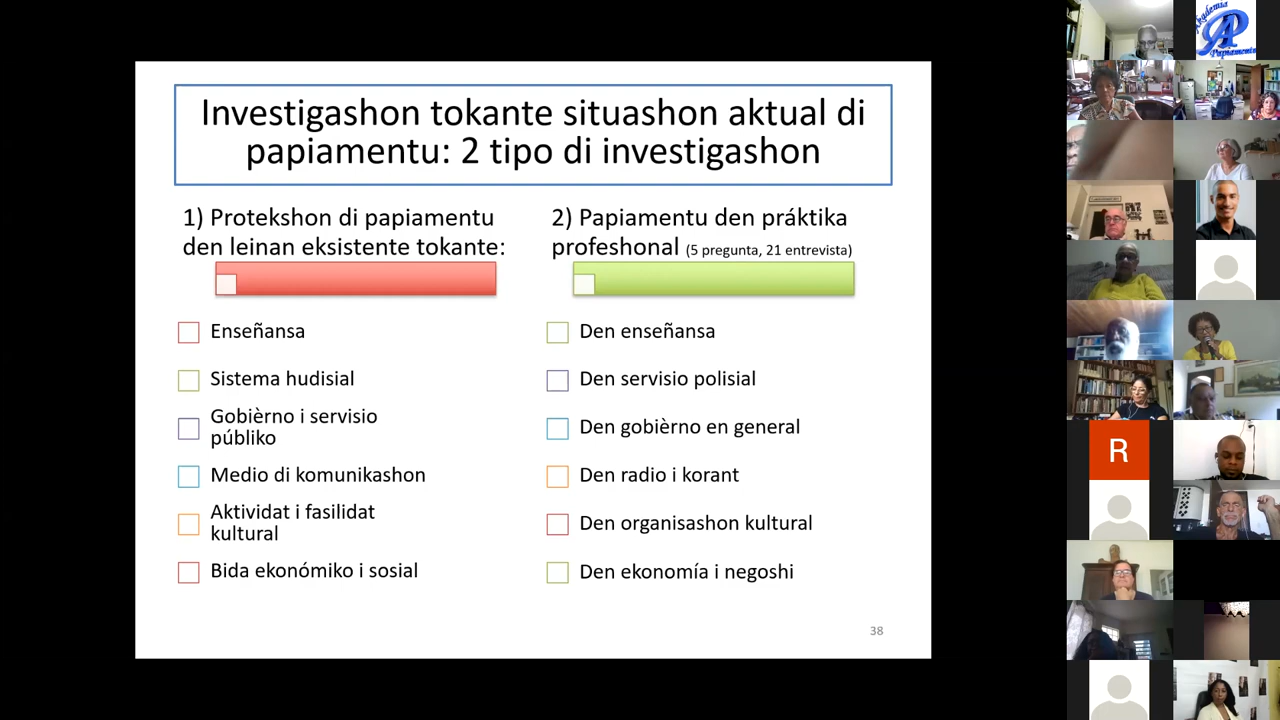 Investigashon tokante situashon aktual di
papiamentu: 2 tipo di investigashon
1) Protekshon di papiamentu
den leinan eksistente tokante:
Enseñansa
Sistema hudisial
Gobièrno i servisio
públiko
Medio di komunikashon
Aktividat i fasilidat
kultural
Bida ekonómiko i sosial
2) Papiamentu den práktika
profeshonal (5 pregunta, 21 entrevista)
Den enseñansa
Den servisio polisial
Den gobièrno en general
Den radio i korant
Den organisashon kultural
Den ekonomía i negoshi
38
Akademia
AP
Papiamentu
R